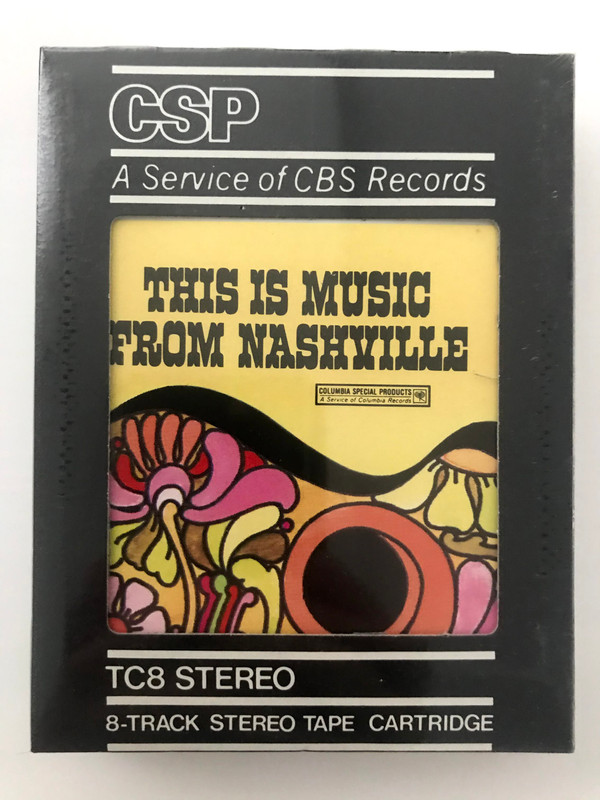 CSP
A Service of CBS Records
THIS IS MUSIC
FROM NASHVILLE
COLUMBIA SPECIAL PRODUCTS
A Service of Columbia Records
TC8 STEREO
8-TRACK STEREO TAPE CARTRIDGE